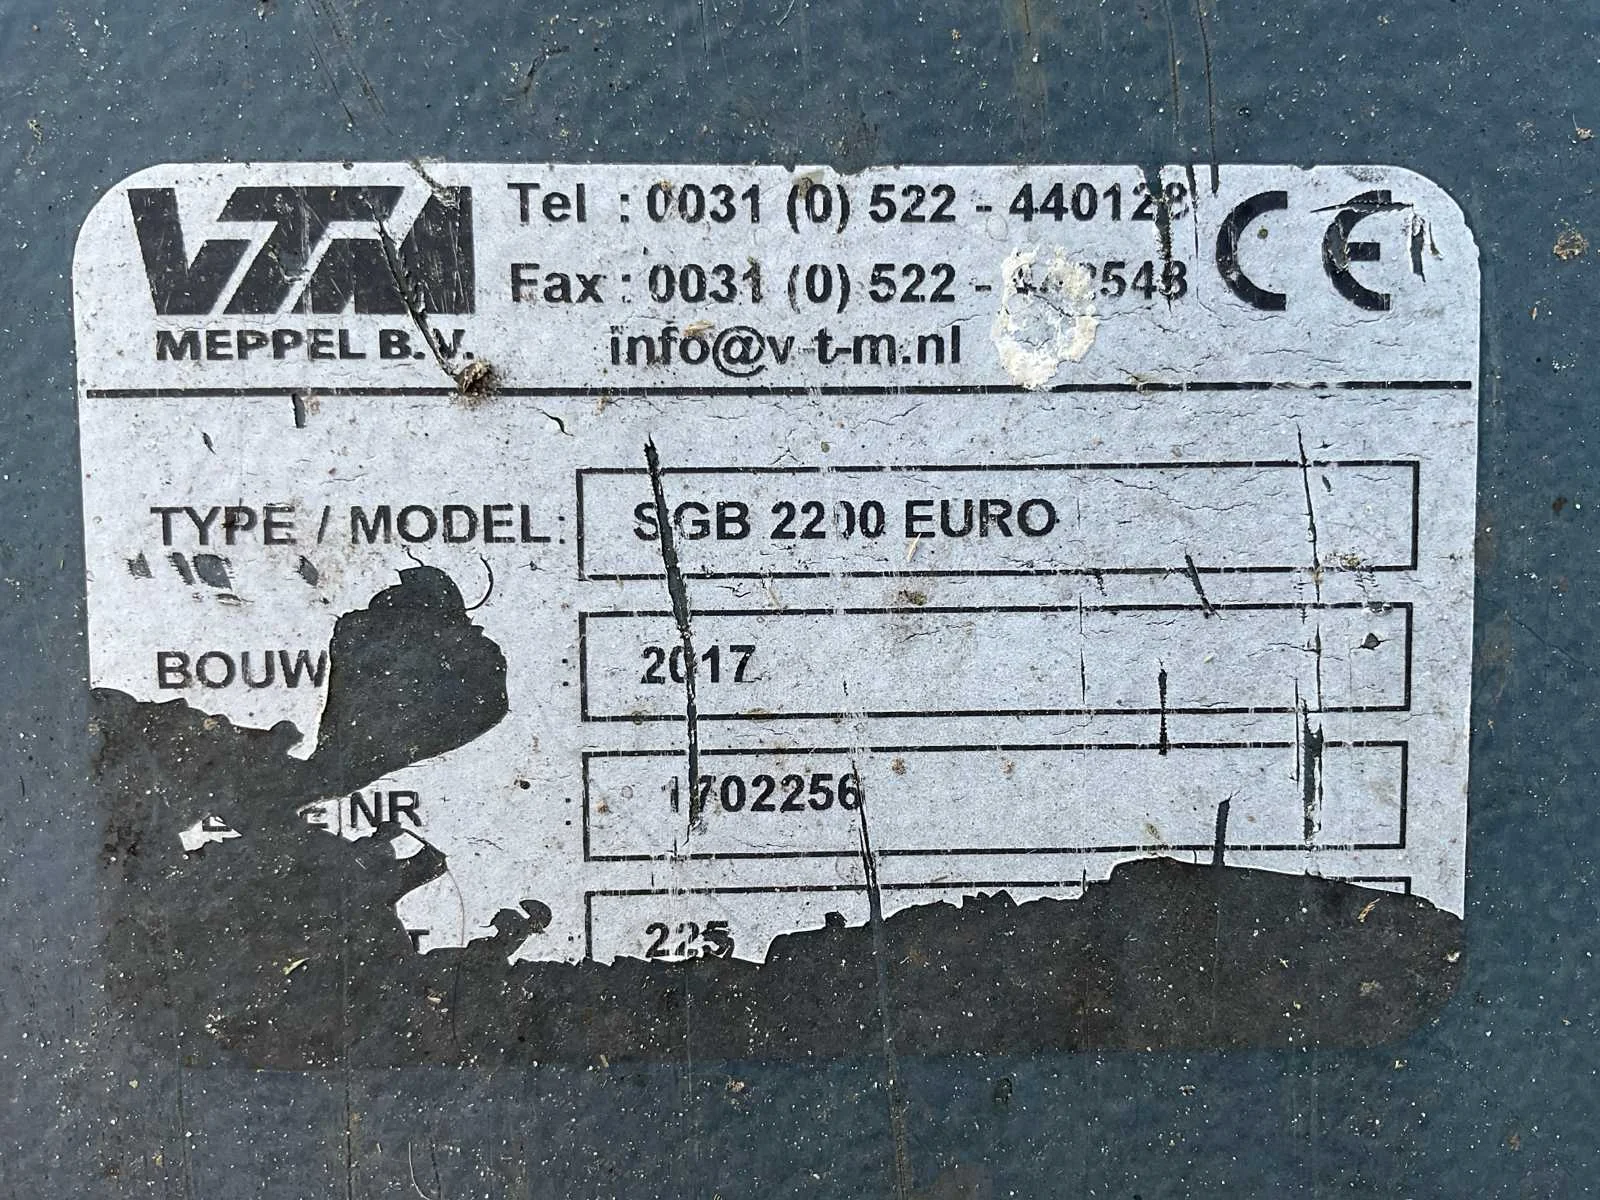 VTM
MEPPEL B.V.
Tel : 0031 (0) 522 - 440128
Fax : 0031 (0) 522 -
info@v-t-m.nl
CE
TYPE / MODEL: SGB 2200 EURO
BOUW : 2017
NR : 1702256
: 225